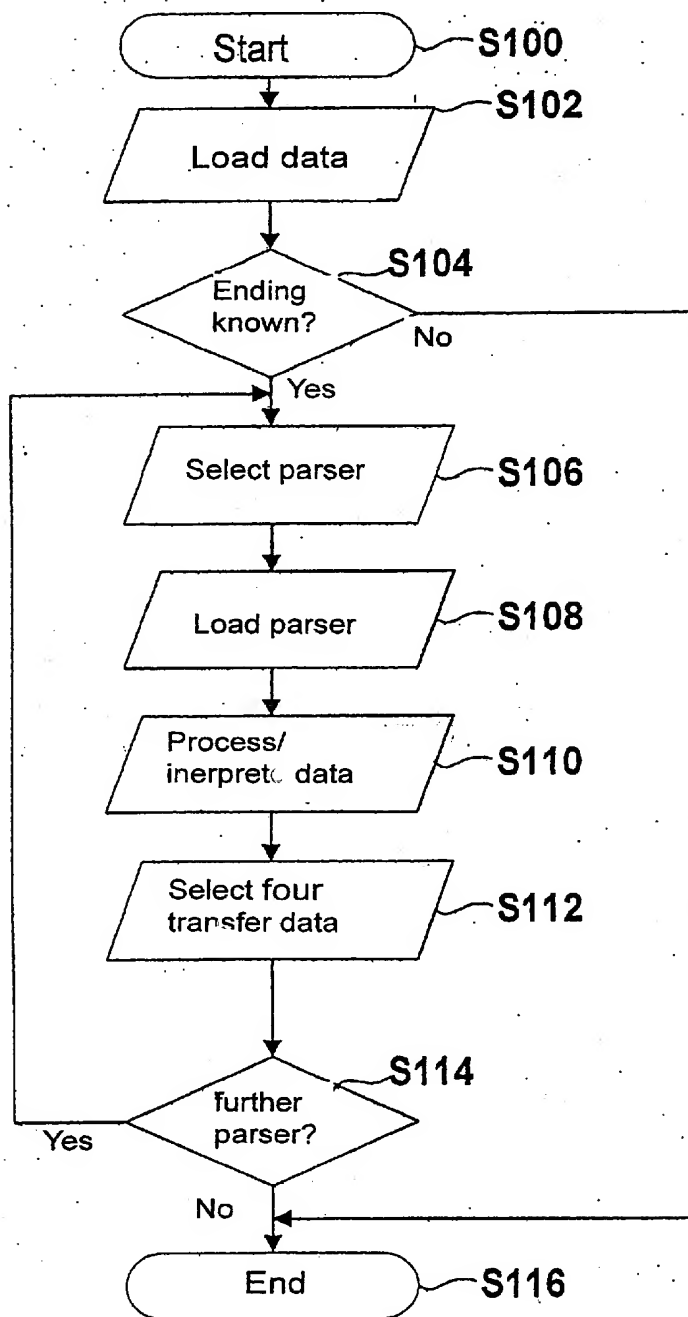 Start
S100
S102
Load data
S104
Ending
known?
No
Yes
Select parser
S106
Load parser
S108
Process/
inerprete data
S110
Select four
transfer data
S112
S114
further
parser?
Yes
No
End
S116